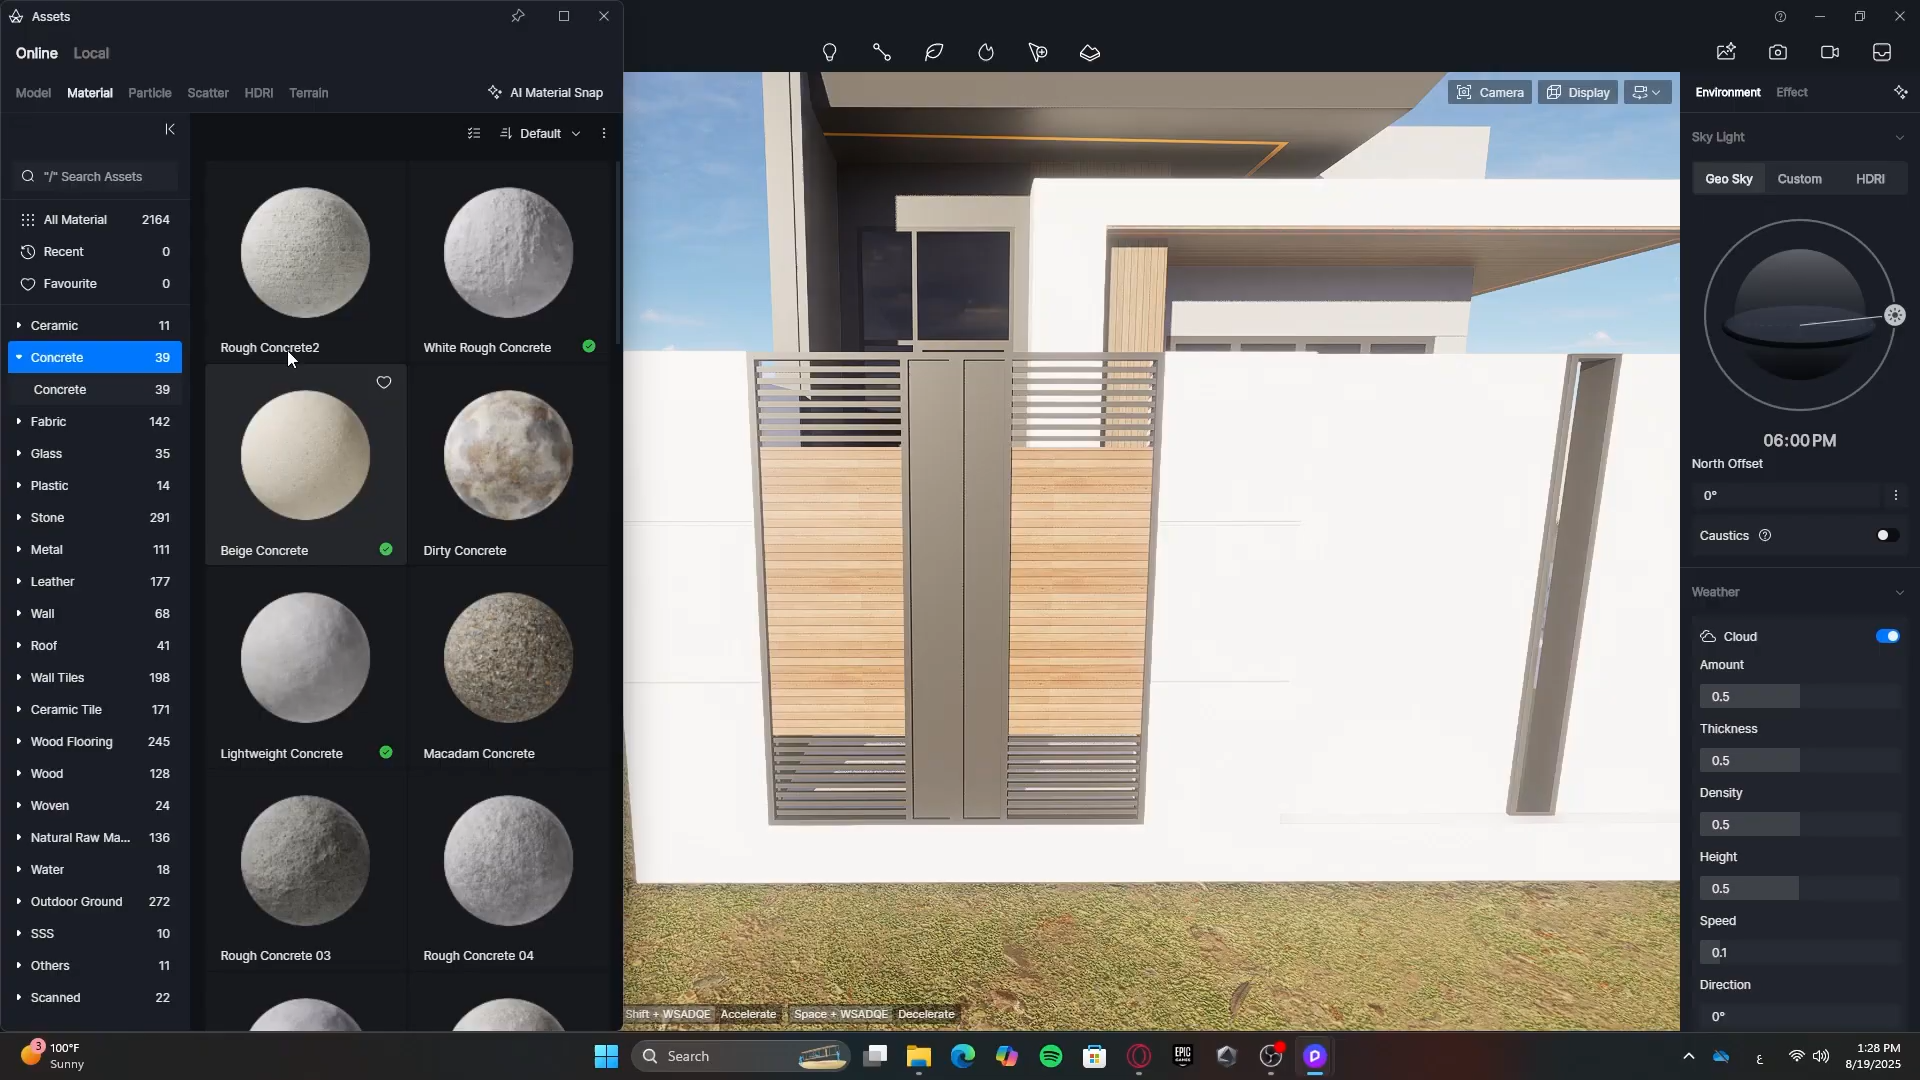 Assets
Online Local
Model Material Particle Scatter HDRI Terrain
AI Material Snap
Default
"/" Search Assets
All Material 2164
Recent 0
Favourite 0
Ceramic 11
Concrete 39
Concrete 39
Fabric 142
Glass 35
Plastic 14
Stone 291
Metal 111
Leather 177
Wall 68
Roof 41
Wall Tiles 198
Ceramic Tile 171
Wood Flooring 245
Wood 128
Woven 24
Natural Raw Ma... 136
Water 18
Outdoor Ground 272
SSS 10
Others 11
Scanned 22
Rough Concrete2
White Rough Concrete
Beige Concrete
Dirty Concrete
Lightweight Concrete
Macadam Concrete
Rough Concrete 03
Rough Concrete 04
Camera
Display
Shift + WSADQE Accelerate Space + WSADQE Decelerate
Environment Effect
Sky Light
Geo Sky Custom HDRI
06:00 PM
North Offset
0°
Caustics
Weather
Cloud
Amount
0.5
Thickness
0.5
Density
0.5
Height
0.5
Speed
0.1
Direction
0°
3
100°F
Sunny
Search
EPIC GAMES
ع
1:28 PM
8/19/2025